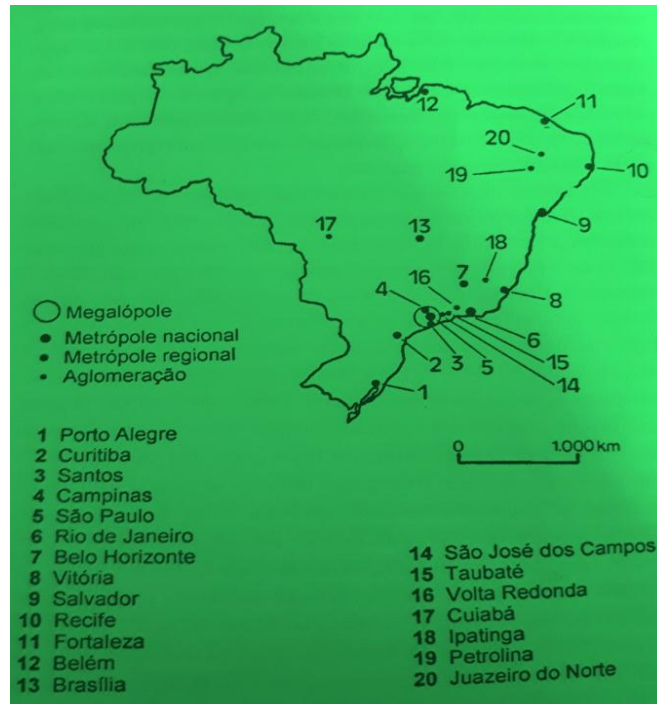 12
11
20
10
19
9
17
13
18
7
16
8
4
6
2
3
5
15
14
1
Megalópole
Metrópole nacional
Metrópole regional
Aglomeração
0 1.000 km
1 Porto Alegre
2 Curitiba
3 Santos
4 Campinas
5 São Paulo
6 Rio de Janeiro
7 Belo Horizonte
8 Vitória
9 Salvador
10 Recife
11 Fortaleza
12 Belém
13 Brasília
14 São José dos Campos
15 Taubaté
16 Volta Redonda
17 Cuiabá
18 Ipatinga
19 Petrolina
20 Juazeiro do Norte